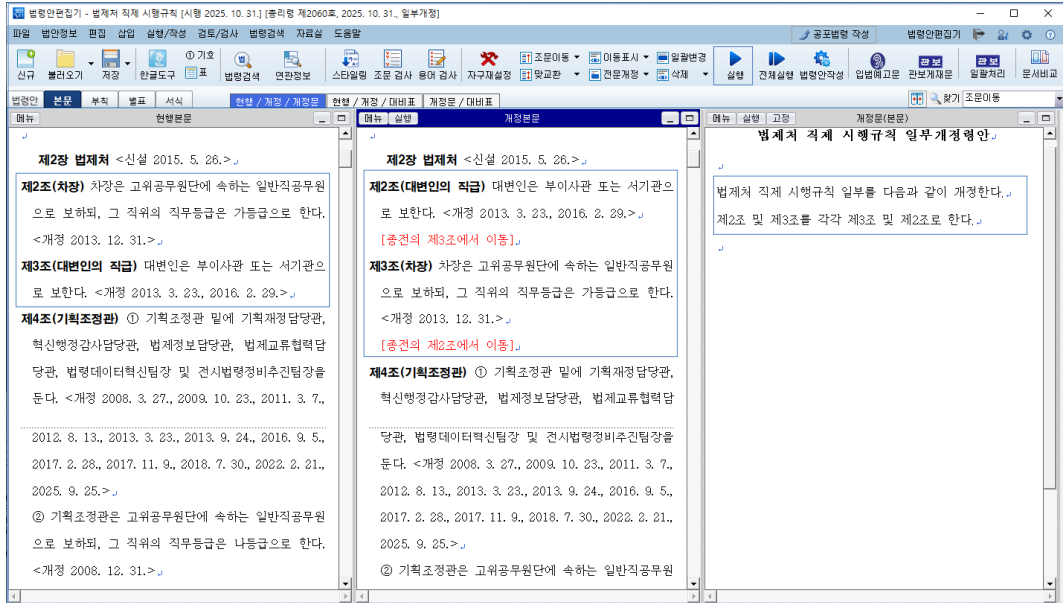 법령안편집기 - 법제처 직제 시행규칙 [시행 2025. 10. 31.] [총리령 제2060호, 2025. 10. 31., 일부개정]
파일 법안정보 편집 삽입 실행/작성 검토/검사 법령검색 자료실 도움말 공포법령 작성 법령안편집기
① 기호 조문이동 이동표시 일괄변경
표 맞교환 전문개정 삭제
신규 불러오기 저장 한글도구 법령검색 연관정보 스타일링 조문 검사 용어 검사 자구재설정 실행 전체실행 법령안작성 입법예고문 관보 관보게재문 관보 일괄처리 문서비교
법령안 본문 부칙 별표 서식 현행 / 개정 / 개정문 현행 / 개정 / 대비표 개정문 / 대비표 찾기 조문이동
메뉴 현행본문
제2장 법제처 <신설 2015. 5. 26.>
제2조(차장) 차장은 고위공무원단에 속하는 일반직공무원
으로 보하되, 그 직위의 직무등급은 가등급으로 한다.
<개정 2013. 12. 31.>
제3조(대변인의 직급) 대변인은 부이사관 또는 서기관으
로 보한다. <개정 2013. 3. 23., 2016. 2. 29.>
제4조(기획조정관) ① 기획조정관 밑에 기획재정담당관,
혁신행정감사담당관, 법제정보담당관, 법제교류협력담
당관, 법령데이터혁신팀장 및 전시법령정비추진팀장을
둔다. <개정 2008. 3. 27., 2009. 10. 23., 2011. 3. 7.,
2012. 8. 13., 2013. 3. 23., 2013. 9. 24., 2016. 9. 5.,
2017. 2. 28., 2017. 11. 9., 2018. 7. 30., 2022. 2. 21.,
2025. 9. 25.>
② 기획조정관은 고위공무원단에 속하는 일반직공무원
으로 보하되, 그 직위의 직무등급은 나등급으로 한다.
<개정 2008. 12. 31.>
메뉴 실행 개정본문
제2장 법제처 <신설 2015. 5. 26.>
제2조(대변인의 직급) 대변인은 부이사관 또는 서기관으
로 보한다. <개정 2013. 3. 23., 2016. 2. 29.>
[종전의 제3조에서 이동]
제3조(차장) 차장은 고위공무원단에 속하는 일반직공무원
으로 보하되, 그 직위의 직무등급은 가등급으로 한다.
<개정 2013. 12. 31.>
[종전의 제2조에서 이동]
제4조(기획조정관) ① 기획조정관 밑에 기획재정담당관,
혁신행정감사담당관, 법제정보담당관, 법제교류협력담
당관, 법령데이터혁신팀장 및 전시법령정비추진팀장을
둔다. <개정 2008. 3. 27., 2009. 10. 23., 2011. 3. 7.,
2012. 8. 13., 2013. 3. 23., 2013. 9. 24., 2016. 9. 5.,
2017. 2. 28., 2017. 11. 9., 2018. 7. 30., 2022. 2. 21.,
2025. 9. 25.>
② 기획조정관은 고위공무원단에 속하는 일반직공무원
메뉴 실행 고정 개정문(본문)
법제처 직제 시행규칙 일부개정령안
법제처 직제 시행규칙 일부를 다음과 같이 개정한다.
제2조 및 제3조를 각각 제3조 및 제2조로 한다.